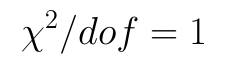 χ²/dof = 1